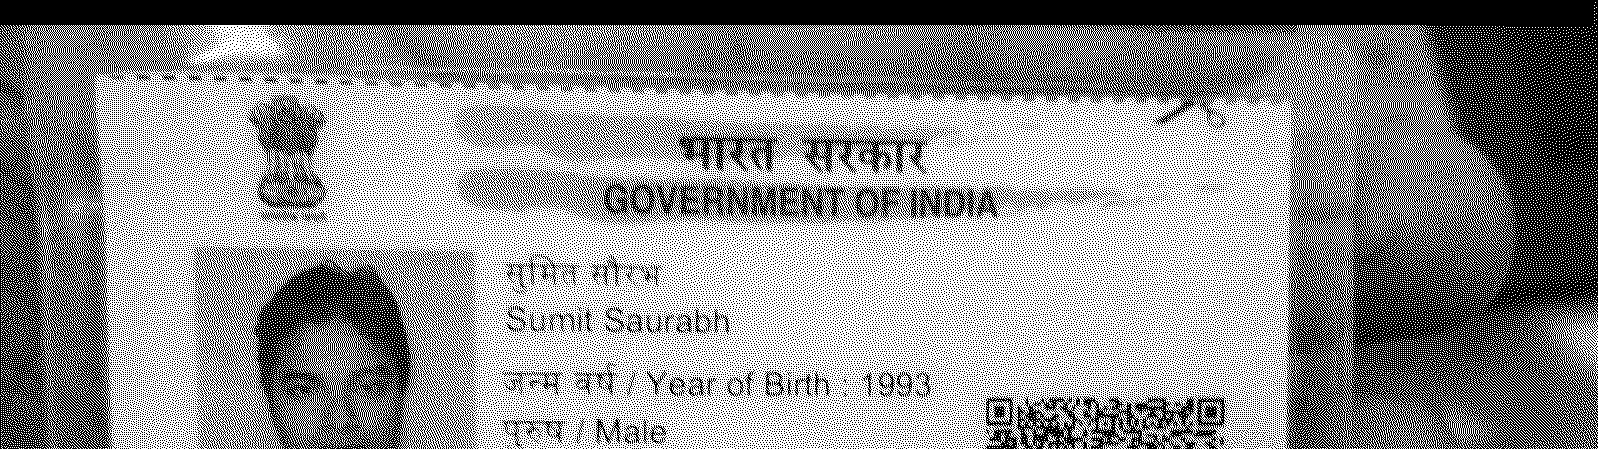 भारत सरकार
GOVERNMENT OF INDIA
सुमित सौरभ
Sumit Saurabh
जन्म वर्ष / Year of Birth : 1993
पुरुष / Male